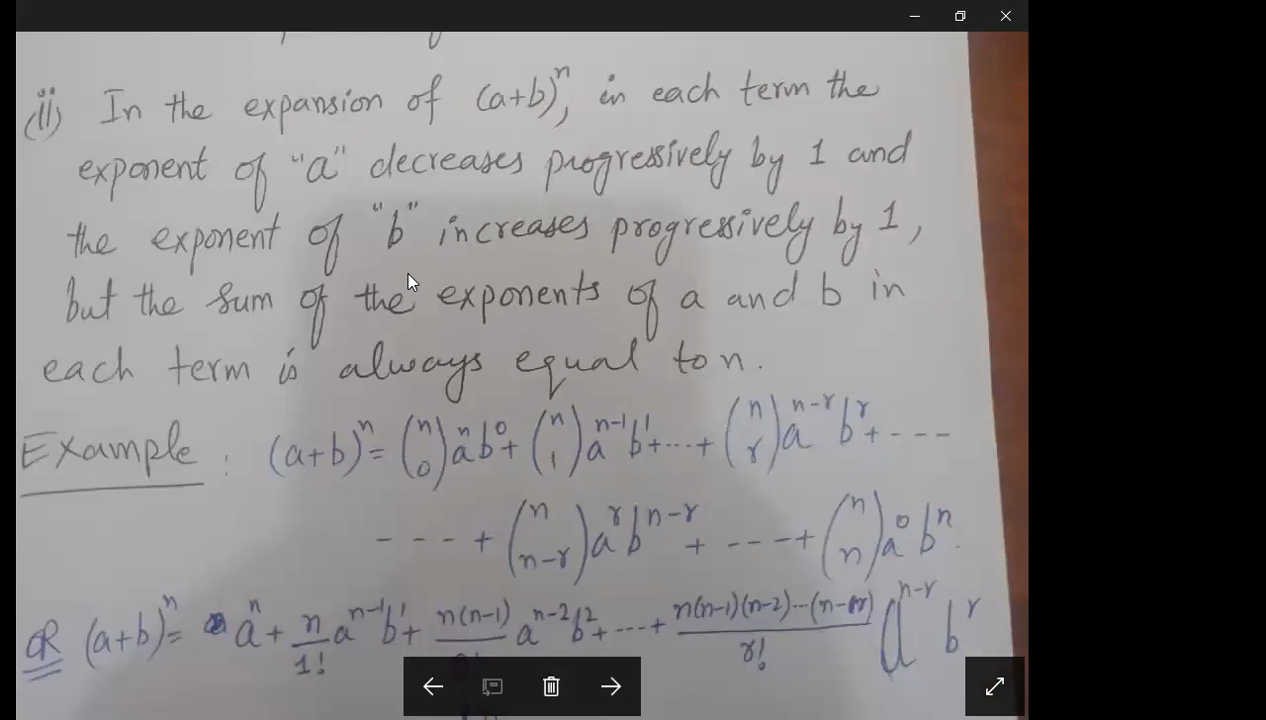 (ii) In the expansion of (a+b)^n, in each term the
exponent of "a" decreases progressively by 1 and
the exponent of "b" increases progressively by 1,
but the sum of the exponents of a and b in
each term is always equal to n.
Example : (a+b)^n = (n 0) a^n b^0 + (n 1) a^(n-1) b^1 + ... + (n r) a^(n-r) b^r + ----
---- + (n n-r) a^r b^(n-r) + ---- + (n n) a^0 b^n.
OR (a+b)^n = a^n + n/1! a^(n-1) b^1 + n(n-1)/ a^(n-2) b^2 + ... + n(n-1)(n-2)...(n- )/r! a^(n-r) b^r